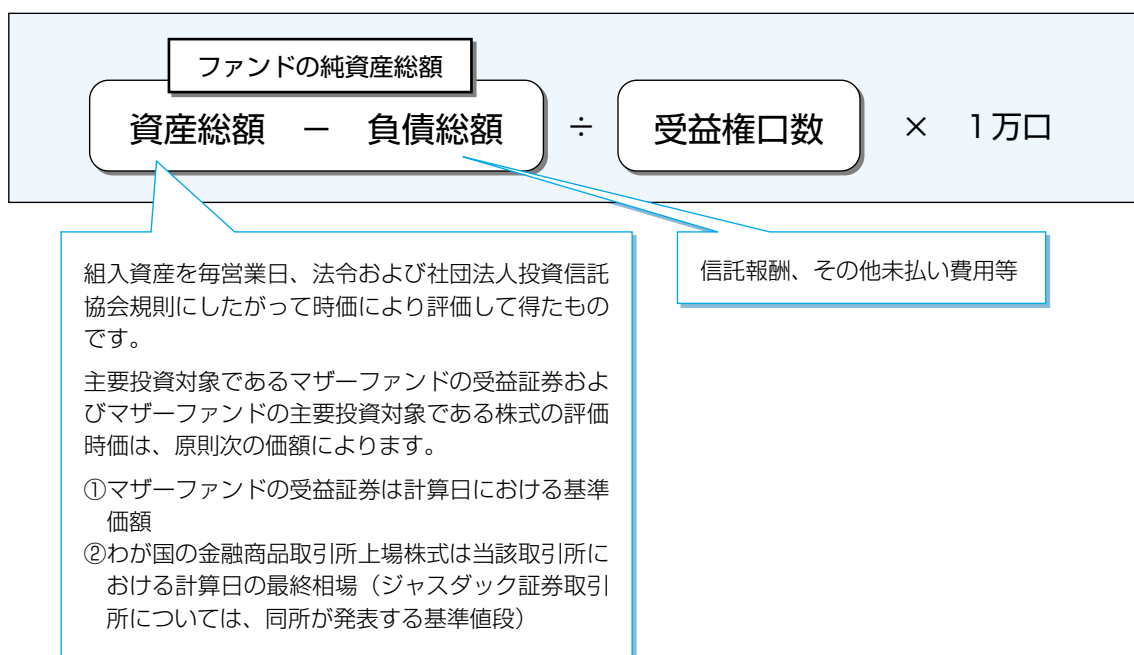 ファンドの純資産総額
資産総額 － 負債総額 ÷ 受益権口数 × 1万口
組入資産を毎営業日、法令および社団法人投資信託
協会規則にしたがって時価により評価して得たもの
です。
主要投資対象であるマザーファンドの受益証券およ
びマザーファンドの主要投資対象である株式の評価
時価は、原則次の価額によります。
①マザーファンドの受益証券は計算日における基準
価額
②わが国の金融商品取引所上場株式は当該取引所に
おける計算日の最終相場（ジャスダック証券取引
所については、同所が発表する基準値段）
信託報酬、その他未払い費用等